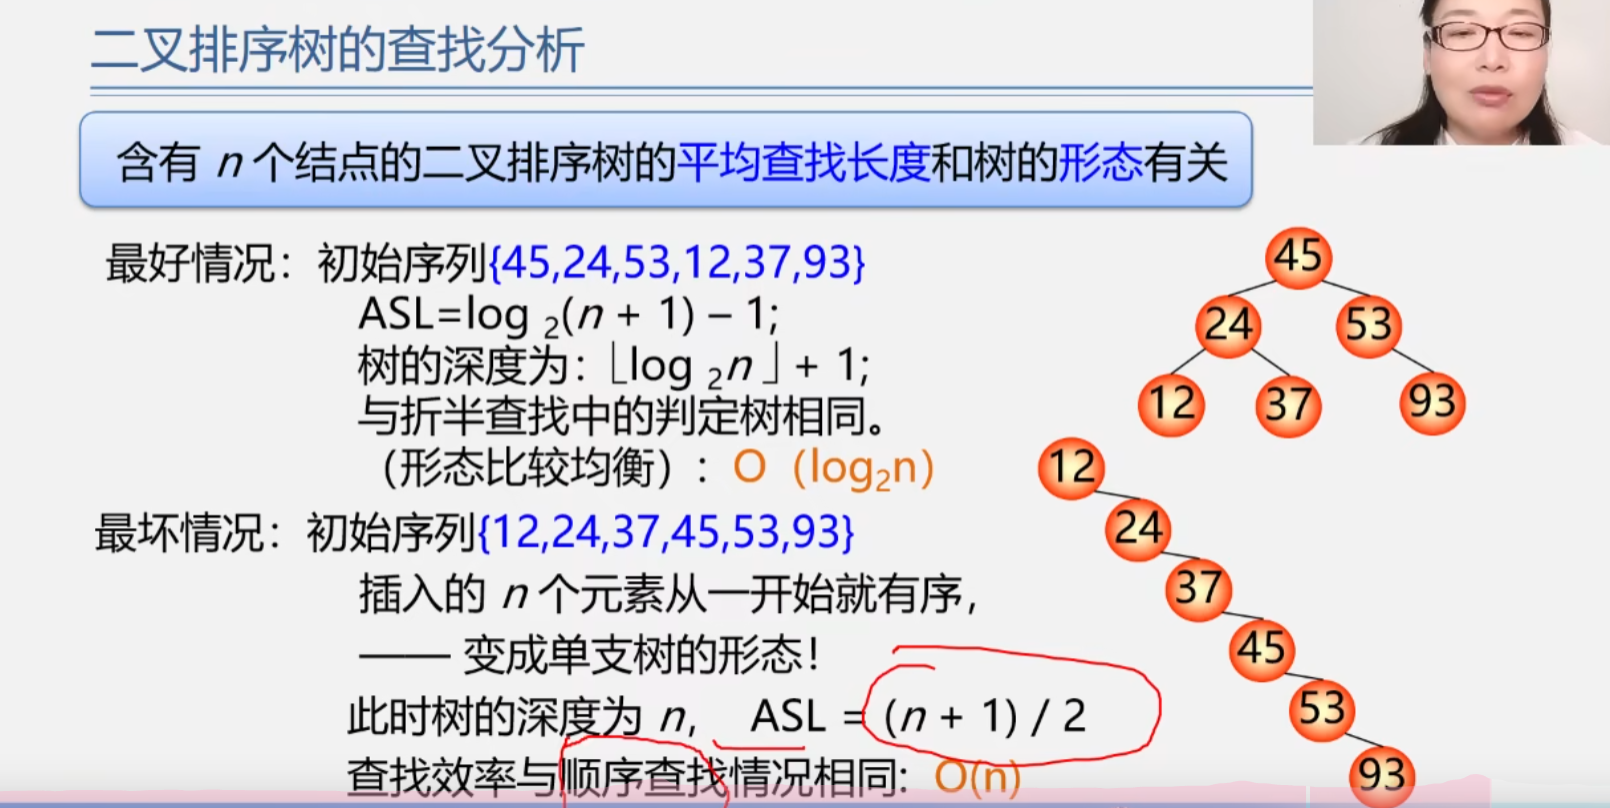 二叉排序树的查找分析
含有 n 个结点的二叉排序树的平均查找长度和树的形态有关
最好情况：初始序列{45,24,53,12,37,93}
ASL=log ₂(n + 1) – 1;
树的深度为：⌊log ₂n ⌋ + 1;
与折半查找中的判定树相同。
（形态比较均衡）：O（log₂n）
最坏情况：初始序列{12,24,37,45,53,93}
插入的 n 个元素从一开始就有序，
—— 变成单支树的形态！
此时树的深度为 n， ASL = (n + 1) / 2
查找效率与顺序查找情况相同: O(n)
45
24 53
12 37 93
12
24
37
45
53
93